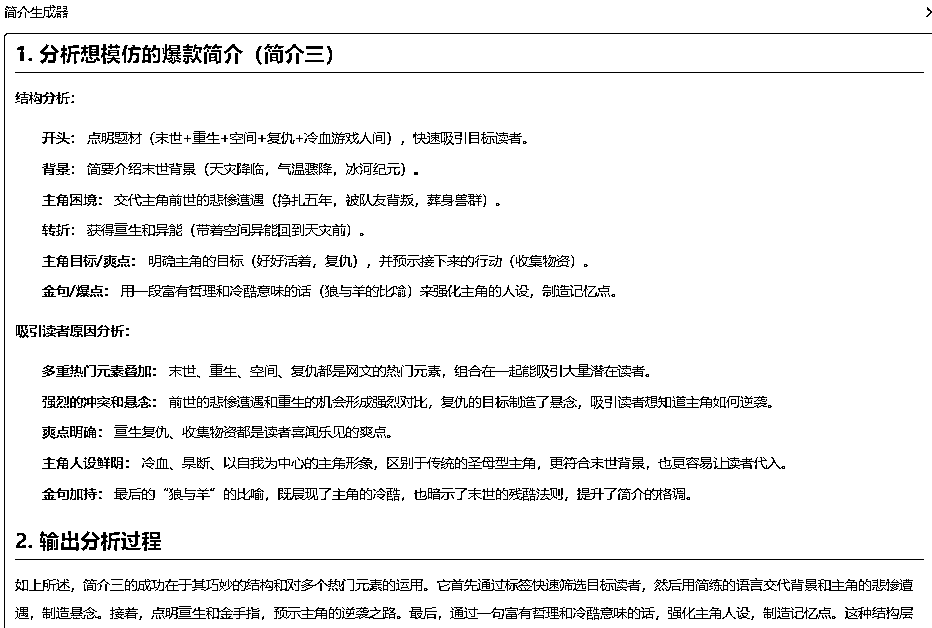 简介生成器
1. 分析想模仿的爆款简介（简介三）
结构分析：
开头： 点明题材（末世+重生+空间+复仇+冷血游戏人间），快速吸引目标读者。
背景： 简要介绍末世背景（天灾降临，气温骤降，冰河纪元）。
主角困境： 交代主角前世的悲惨遭遇（挣扎五年，被队友背叛，葬身兽群）。
转折： 获得重生和异能（带着空间异能回到天灾前）。
主角目标/爽点： 明确主角的目标（好好活着，复仇），并预示接下来的行动（收集物资）。
金句/爆点： 用一段富有哲理和冷酷意味的话（狼与羊的比喻）来强化主角的人设，制造记忆点。
吸引读者原因分析：
多重热门元素叠加： 末世、重生、空间、复仇都是网文的热门元素，组合在一起能吸引大量潜在读者。
强烈的冲突和悬念： 前世的悲惨遭遇和重生的机会形成强烈对比，复仇的目标制造了悬念，吸引读者想知道主角如何逆袭。
爽点明确： 重生复仇、收集物资都是读者喜闻乐见的爽点。
主角人设鲜明： 冷血、果断、以自我为中心的主角形象，区别于传统的圣母型主角，更符合末世背景，也更容易让读者代入。
金句加持： 最后的“狼与羊”的比喻，既展现了主角的冷酷，也暗示了末世的残酷法则，提升了简介的格调。
2. 输出分析过程
如上所述，简介三的成功在于其巧妙的结构和对多个热门元素的运用。它首先通过标签快速筛选目标读者，然后用简练的语言交代背景和主角的悲惨遭
遇，制造悬念。接着，点明重生和金手指，预示主角的逆袭之路。最后，通过一句富有哲理和冷酷意味的话，强化主角人设，制造记忆点。这种结构层